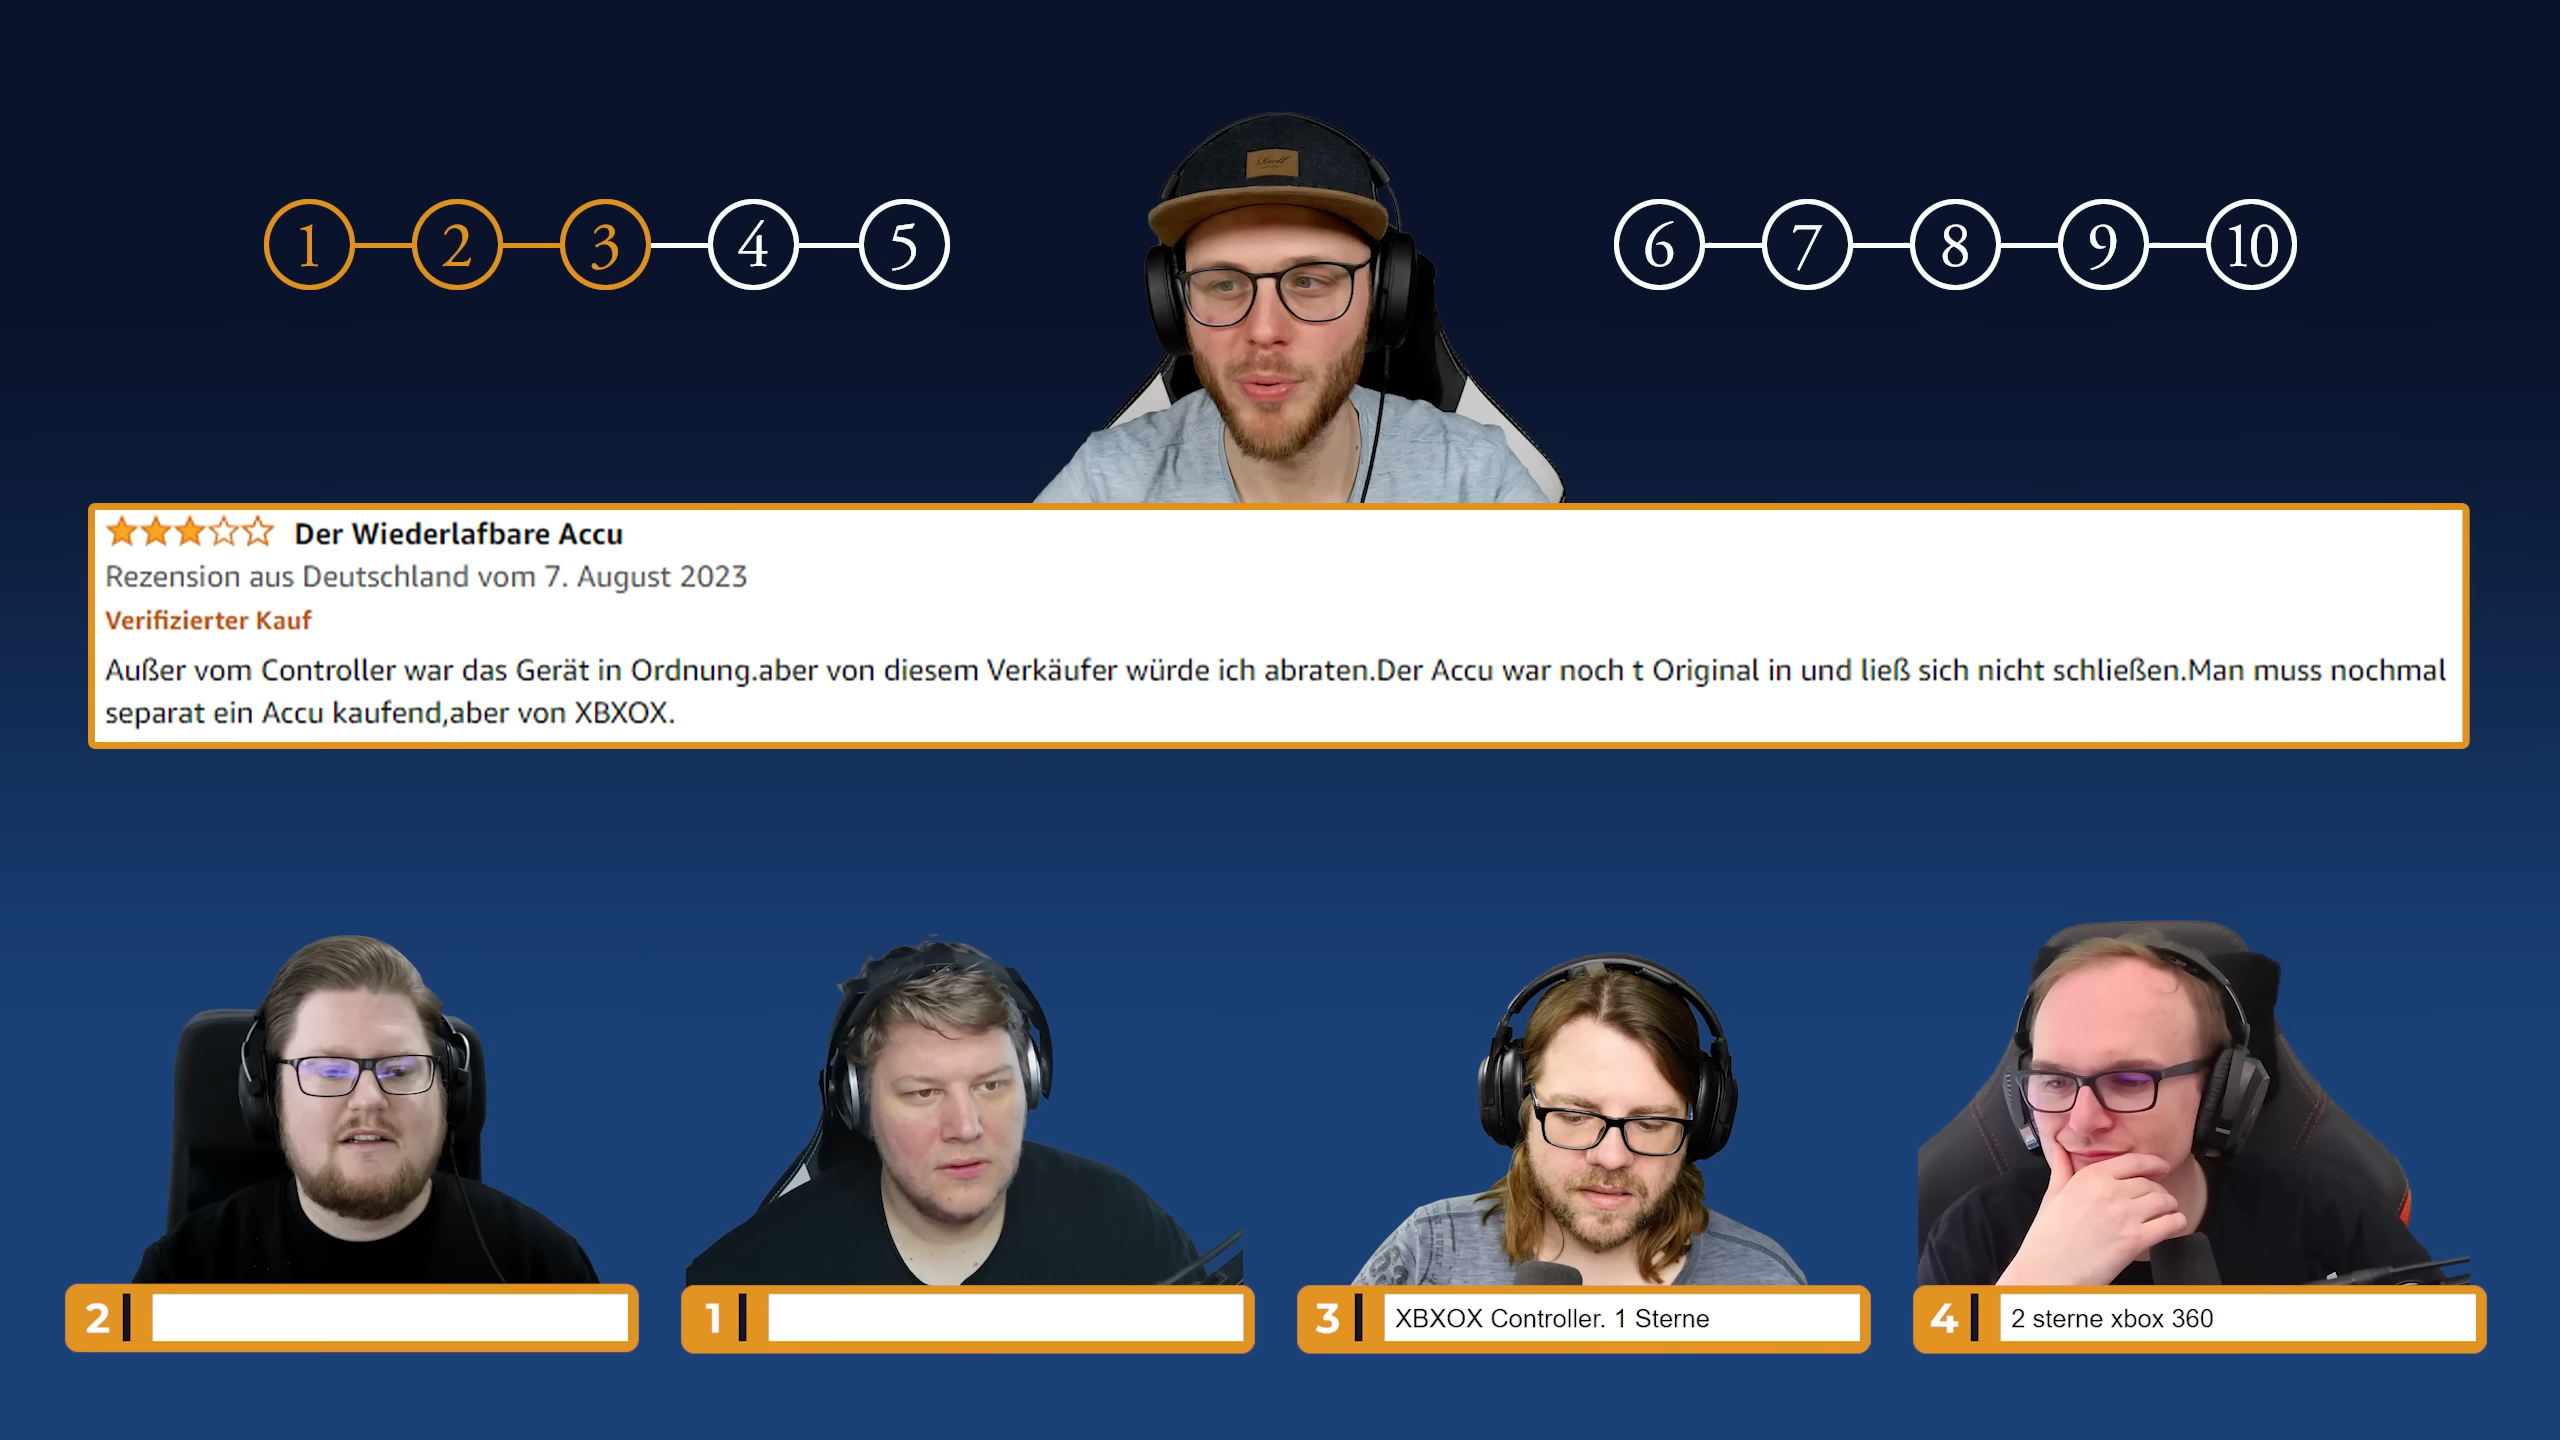 1 2 3 4 5
6 7 8 9 10
Reell
Der Wiederlafbare Accu
Rezension aus Deutschland vom 7. August 2023
Verifizierter Kauf
Außer vom Controller war das Gerät in Ordnung.aber von diesem Verkäufer würde ich abraten.Der Accu war noch t Original in und ließ sich nicht schließen.Man muss nochmal
separat ein Accu kaufend,aber von XBXOX.
2
1
3 XBXOX Controller. 1 Sterne
4 2 sterne xbox 360